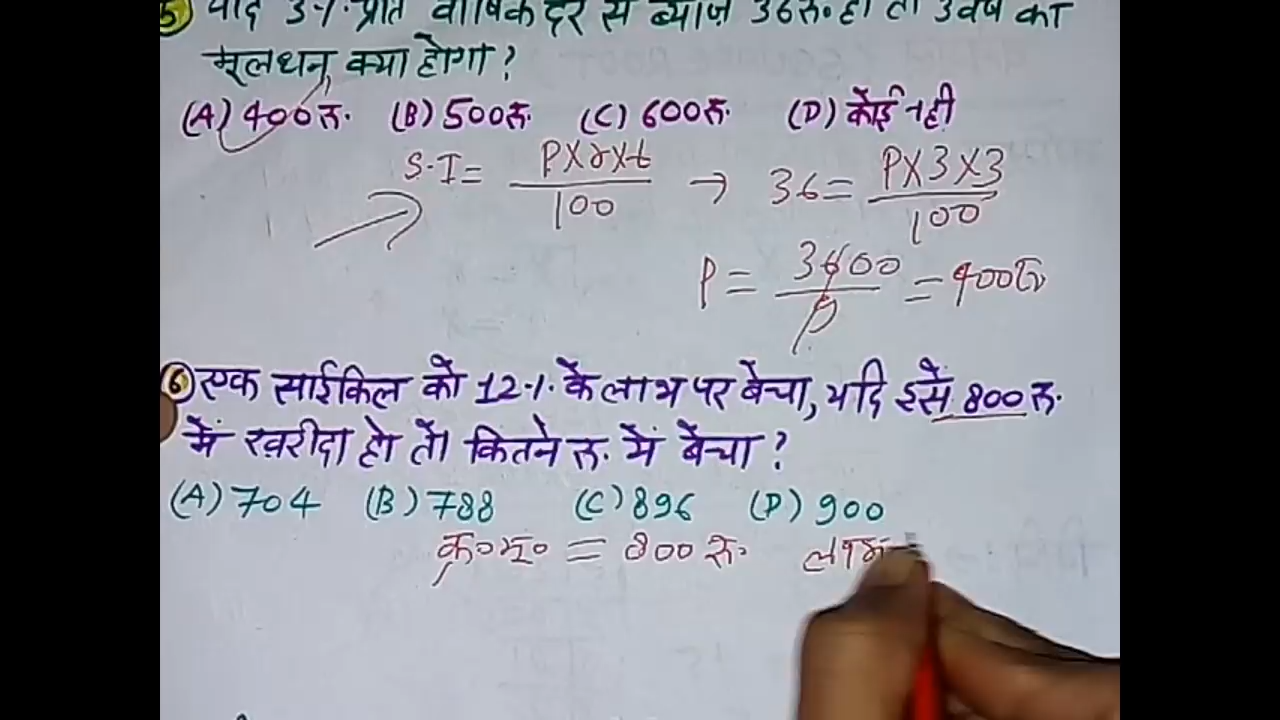 5) यदि 3% प्रति वार्षिक दर से ब्याज 36 रू. हो तो 3 वर्ष का
मूलधन क्या होगा?
(A) 400रू. (B) 500रू. (C) 600रू. (D) कोई नही
S.I = P×r×t / 100 → 36 = P×3×3 / 100
P = 3600 / 9 = 400रू
6) एक साईकिल को 12% के लाभ पर बेचा, यदि इसे 800 रू.
में खरीदा हो तो कितने रू. में बेचा?
(A) 704 (B) 788 (C) 896 (D) 900
क्र०मू० = 800 रू. लाभ